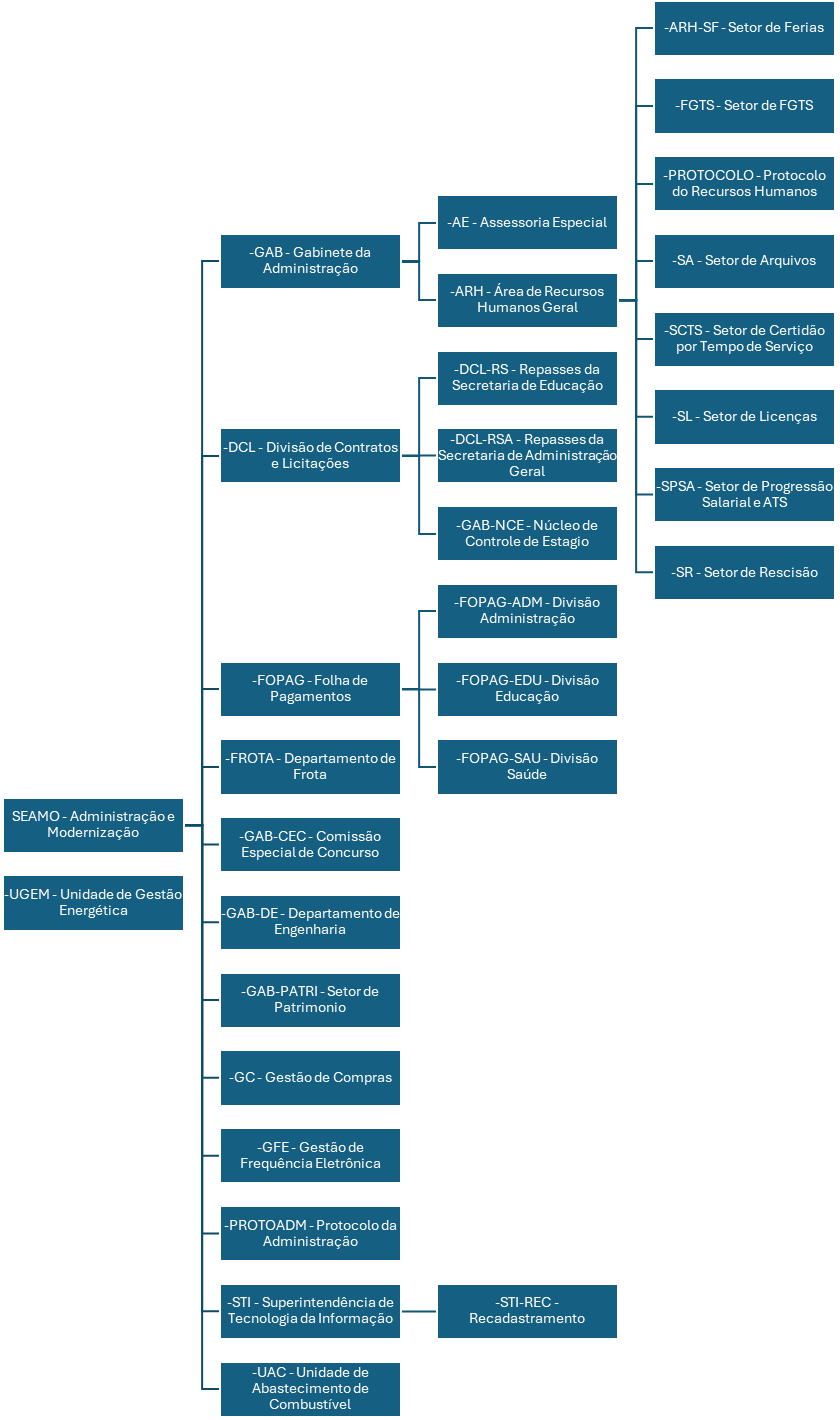 SEAMO - Administração e
Modernização
-GAB - Gabinete da
Administração
-AE - Assessoria Especial
-ARH - Área de Recursos
Humanos Geral
-ARH-SF - Setor de Ferias
-FGTS - Setor de FGTS
-PROTOCOLO - Protocolo
do Recursos Humanos
-SA - Setor de Arquivos
-SCTS - Setor de Certidão
por Tempo de Serviço
-SL - Setor de Licenças
-SPSA - Setor de Progressão
Salarial e ATS
-SR - Setor de Rescisão
-DCL - Divisão de Contratos
e Licitações
-DCL-RS - Repasses da
Secretaria de Educação
-DCL-RSA - Repasses da
Secretaria de Administração
Geral
-GAB-NCE - Núcleo de
Controle de Estagio
-FOPAG - Folha de
Pagamentos
-FOPAG-ADM - Divisão
Administração
-FOPAG-EDU - Divisão
Educação
-FOPAG-SAU - Divisão
Saúde
-FROTA - Departamento de
Frota
-GAB-CEC - Comissão
Especial de Concurso
-GAB-DE - Departamento de
Engenharia
-GAB-PATRI - Setor de
Patrimonio
-GC - Gestão de Compras
-GFE - Gestão de
Frequência Eletrônica
-PROTOADM - Protocolo da
Administração
-STI - Superintendência de
Tecnologia da Informação
-STI-REC -
Recadastramento
-UAC - Unidade de
Abastecimento de
Combustível
-UGEM - Unidade de Gestão
Energética